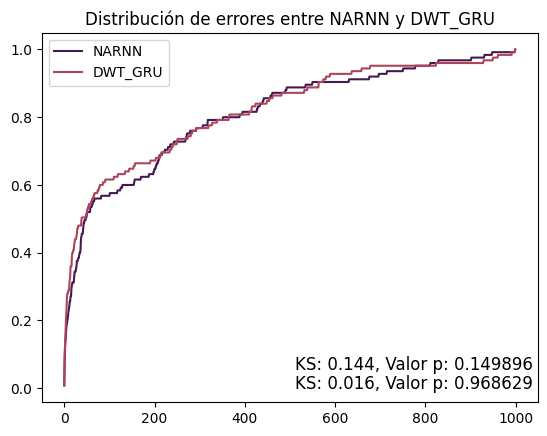 Distribución de errores entre NARNN y DWT_GRU
NARNN
DWT_GRU
1.0
0.8
0.6
0.4
0.2
0.0
KS: 0.144, Valor p: 0.149896
KS: 0.016, Valor p: 0.968629
0 200 400 600 800 1000